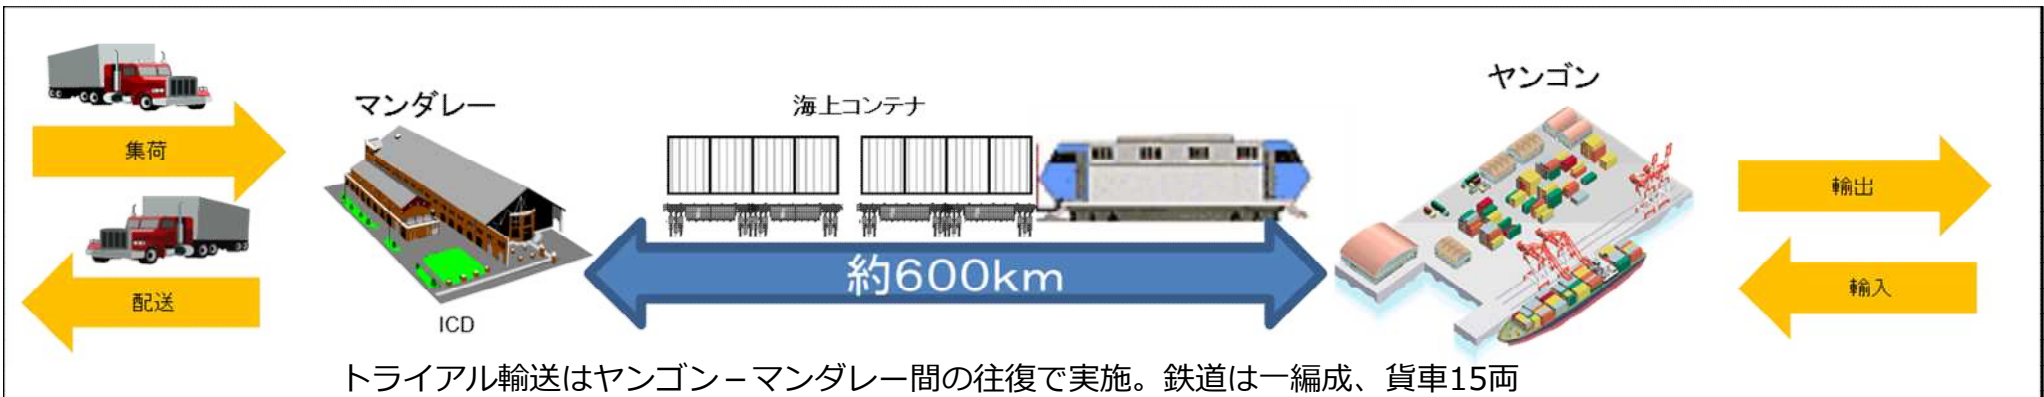 集荷
配送
マンダレー
ICD
海上コンテナ
約600km
ヤンゴン
輸出
輸入
トライアル輸送はヤンゴン－マンダレー間の往復で実施。鉄道は一編成、貨車15両